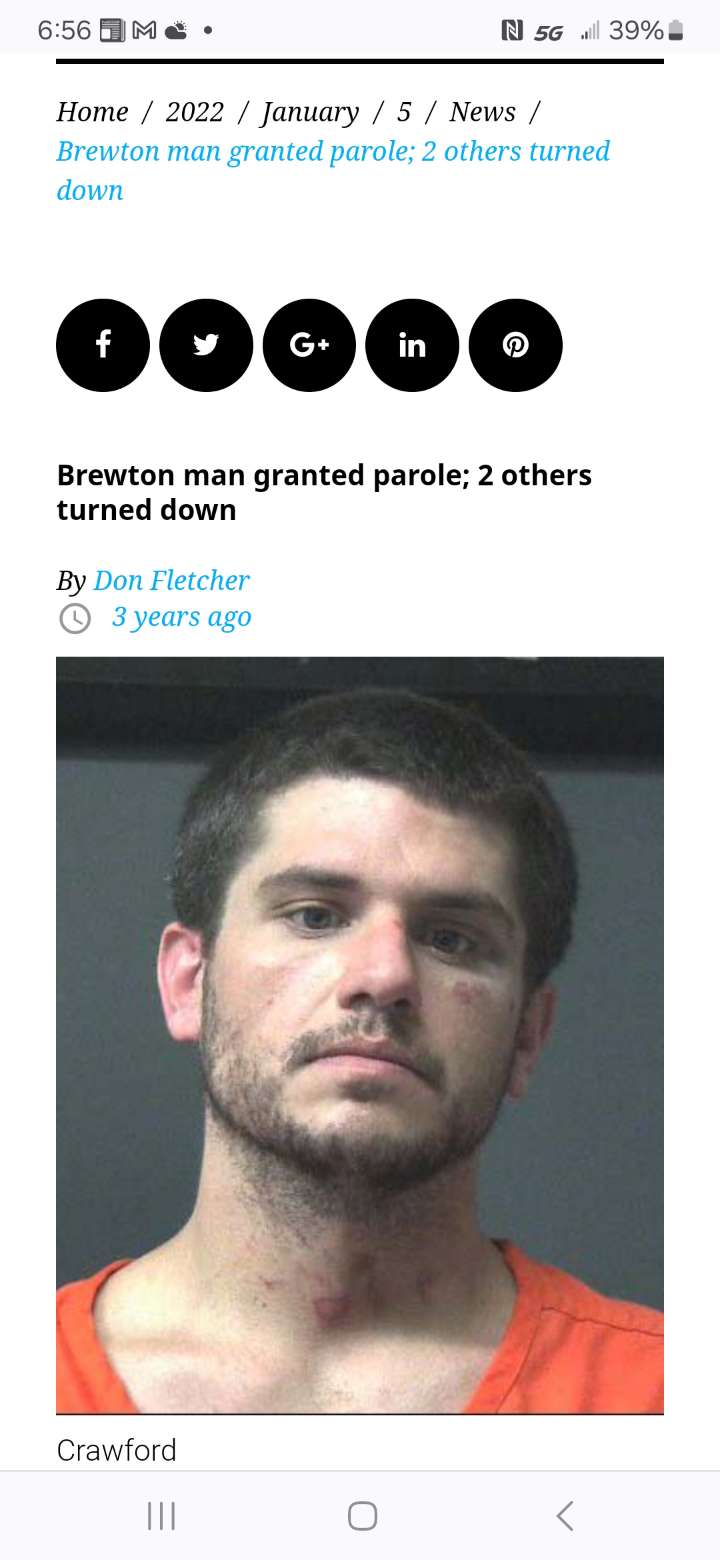 6:56 39%
5G
Home / 2022 / January / 5 / News /
Brewton man granted parole; 2 others turned
down
f G+ in
Brewton man granted parole; 2 others
turned down
By Don Fletcher
3 years ago
Crawford